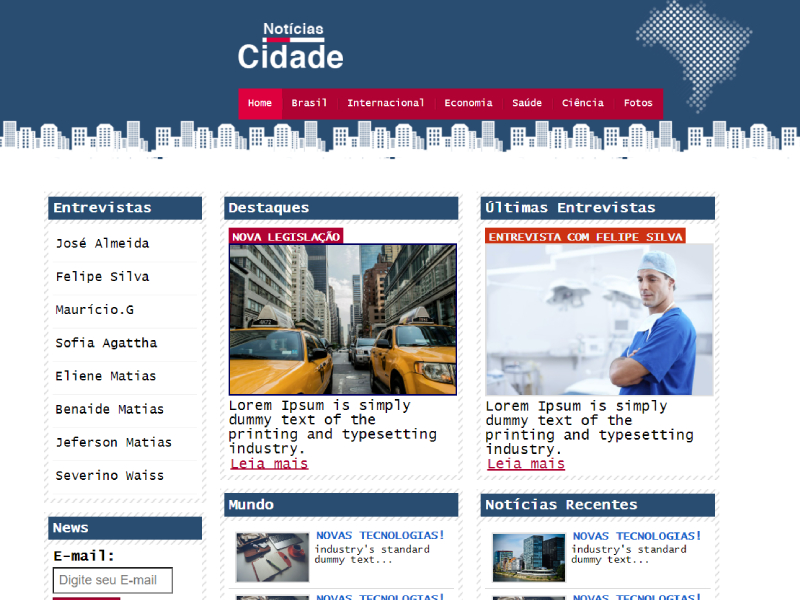 Notícias
Cidade
Home
Brasil
Internacional
Economia
Saúde
Ciência
Fotos
Entrevistas
José Almeida
Felipe Silva
Maurício.G
Sofia Agattha
Eliene Matias
Benaide Matias
Jeferson Matias
Severino Waiss
News
E-mail:
Digite seu E-mail
Destaques
NOVA LEGISLAÇÃO
Lorem Ipsum is simply
dummy text of the
printing and typesetting
industry.
Leia mais
Últimas Entrevistas
ENTREVISTA COM FELIPE SILVA
Lorem Ipsum is simply
dummy text of the
printing and typesetting
industry.
Leia mais
Mundo
NOVAS TECNOLOGIAS!
industry's standard
dummy text...
NOVAS TECNOLOGIAS!
Notícias Recentes
NOVAS TECNOLOGIAS!
industry's standard
dummy text...
NOVAS TECNOLOGIAS!